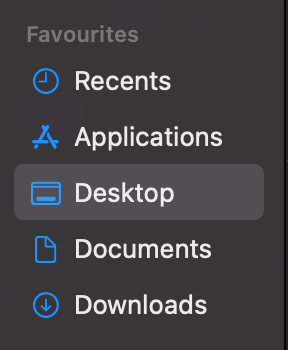 Favourites
Recents
Applications
Desktop
Documents
Downloads